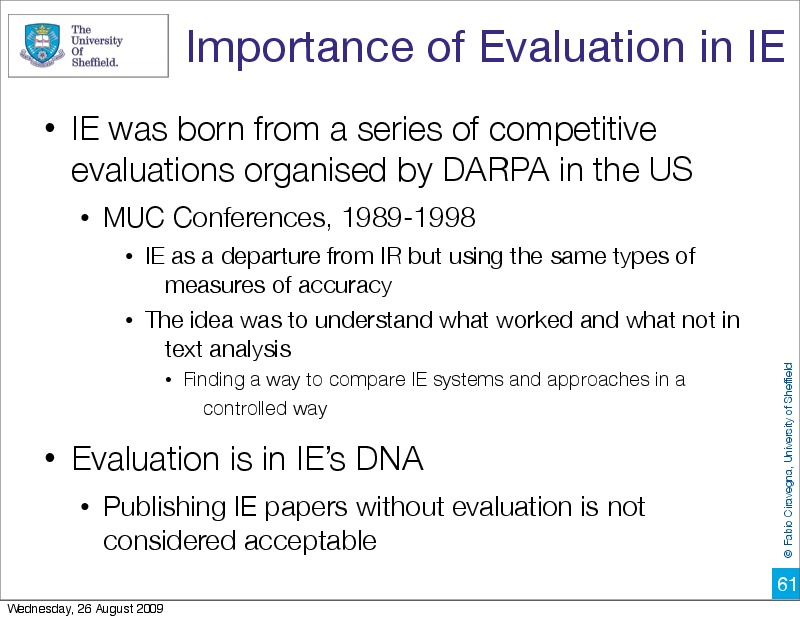 The
University
Of
Sheffield.
Importance of Evaluation in IE
• IE was born from a series of competitive
evaluations organised by DARPA in the US
• MUC Conferences, 1989-1998
• IE as a departure from IR but using the same types of
measures of accuracy
• The idea was to understand what worked and what not in
text analysis
• Finding a way to compare IE systems and approaches in a
controlled way
• Evaluation is in IE’s DNA
• Publishing IE papers without evaluation is not
considered acceptable
© Fabio Ciravegna, University of Sheffield
61
Wednesday, 26 August 2009